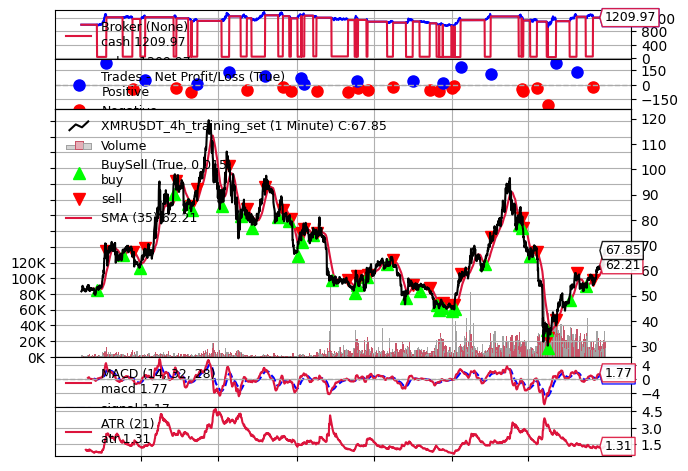 Broker (None)
cash 1209.97
1209.97
800
400
0
Trades - Net Profit/Loss (True)
Positive
150
0
−150
XMRUSDT_4h_training_set (1 Minute) C:67.85
Volume
BuySell (True, 0.015)
buy
sell
SMA (35) 62.21
120
110
100
90
80
70
67.85
62.21
60
50
40
30
120K
100K
80K
60K
40K
20K
0K
MACD (14, 32, 28)
macd 1.77
4
1.77
0
−4
ATR (21)
atr 1.31
4.5
3.0
1.5
1.31